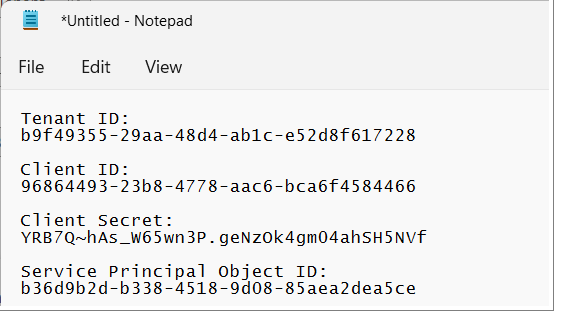 *Untitled - Notepad
File Edit View
Tenant ID:
b9f49355-29aa-48d4-ab1c-e52d8f617228
Client ID:
96864493-23b8-4778-aac6-bca6f4584466
Client Secret:
YRB7Q~hAs_W65wn3P.geNzOk4gm04ahSH5NVf
Service Principal Object ID:
b36d9b2d-b338-4518-9d08-85aea2dea5ce